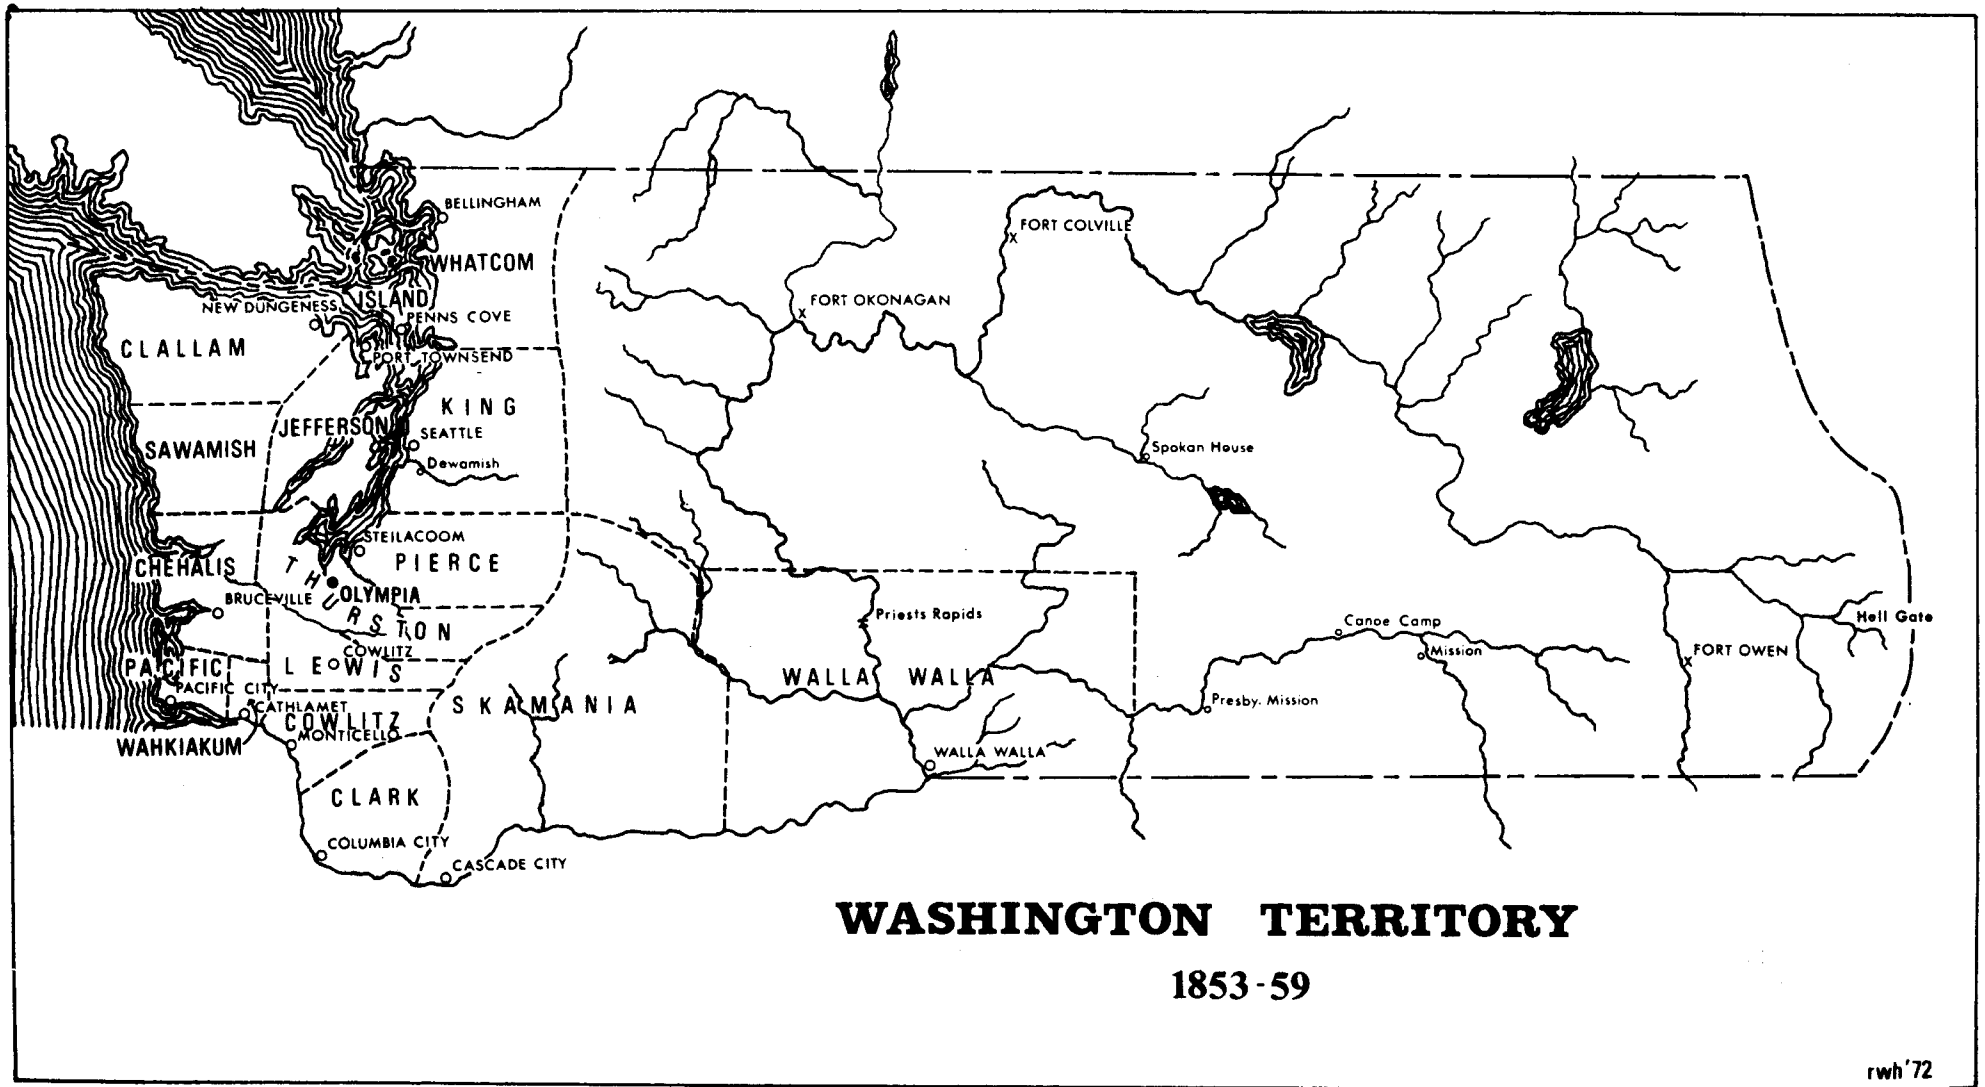 BELLINGHAM
WHATCOM
ISLAND
NEW DUNGENESS
PENNS COVE
CLALLAM
PORT TOWNSEND
KING
JEFFERSON
SEATTLE
SAWAMISH
Dewamish
STEILACOOM
CHEHALIS
PIERCE
THURSTON
OLYMPIA
BRUCEVILLE
COWLITZ
PACIFIC
LEWIS
PACIFIC CITY
CATHLAMET
COWLITZ
WAHKIAKUM
MONTICELLO
SKAMANIA
CLARK
COLUMBIA CITY
CASCADE CITY
FORT COLVILLE
FORT OKONAGAN
Spokan House
Priests Rapids
WALLA WALLA
WALLA WALLA
Canoe Camp
Mission
Presby. Mission
Hell Gate
FORT OWEN
WASHINGTON TERRITORY
1853-59
rwh'72